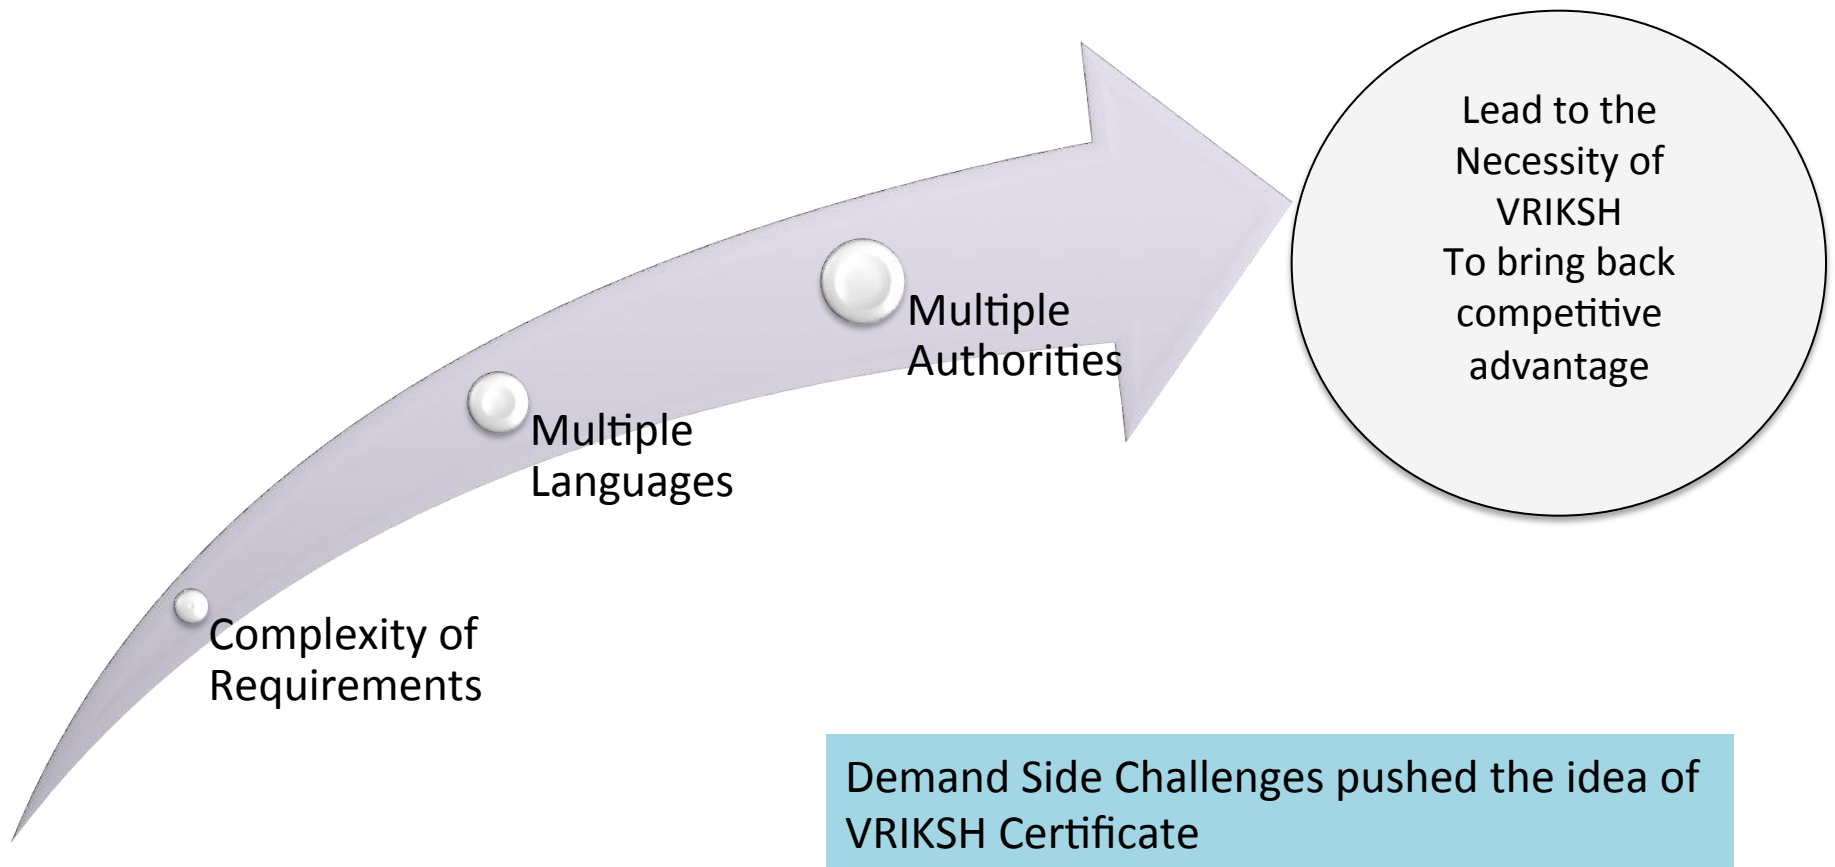 Lead to the
Necessity of
VRIKSH
To bring back
competitive
advantage
Multiple
Authorities
Multiple
Languages
Complexity of
Requirements
Demand Side Challenges pushed the idea of
VRIKSH Certificate